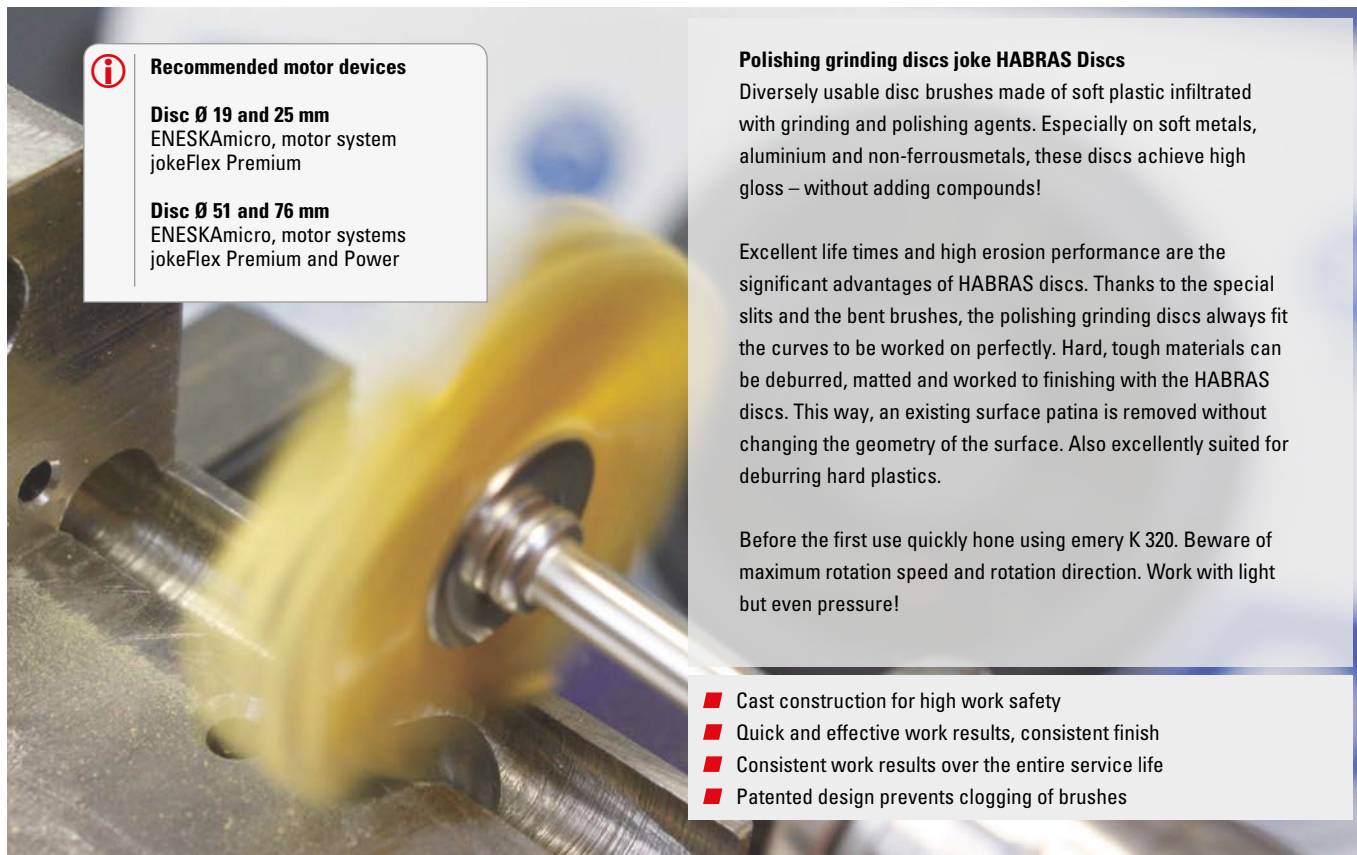 Recommended motor devices
Disc Ø 19 and 25 mm
ENESKAmicro, motor system
jokeFlex Premium
Disc Ø 51 and 76 mm
ENESKAmicro, motor systems
jokeFlex Premium and Power
Polishing grinding discs joke HABRAS Discs
Diversely usable disc brushes made of soft plastic infiltrated
with grinding and polishing agents. Especially on soft metals,
aluminium and non-ferrousmetals, these discs achieve high
gloss – without adding compounds!
Excellent life times and high erosion performance are the
significant advantages of HABRAS discs. Thanks to the special
slits and the bent brushes, the polishing grinding discs always fit
the curves to be worked on perfectly. Hard, tough materials can
be deburred, matted and worked to finishing with the HABRAS
discs. This way, an existing surface patina is removed without
changing the geometry of the surface. Also excellently suited for
deburring hard plastics.
Before the first use quickly hone using emery K 320. Beware of
maximum rotation speed and rotation direction. Work with light
but even pressure!
Cast construction for high work safety
Quick and effective work results, consistent finish
Consistent work results over the entire service life
Patented design prevents clogging of brushes